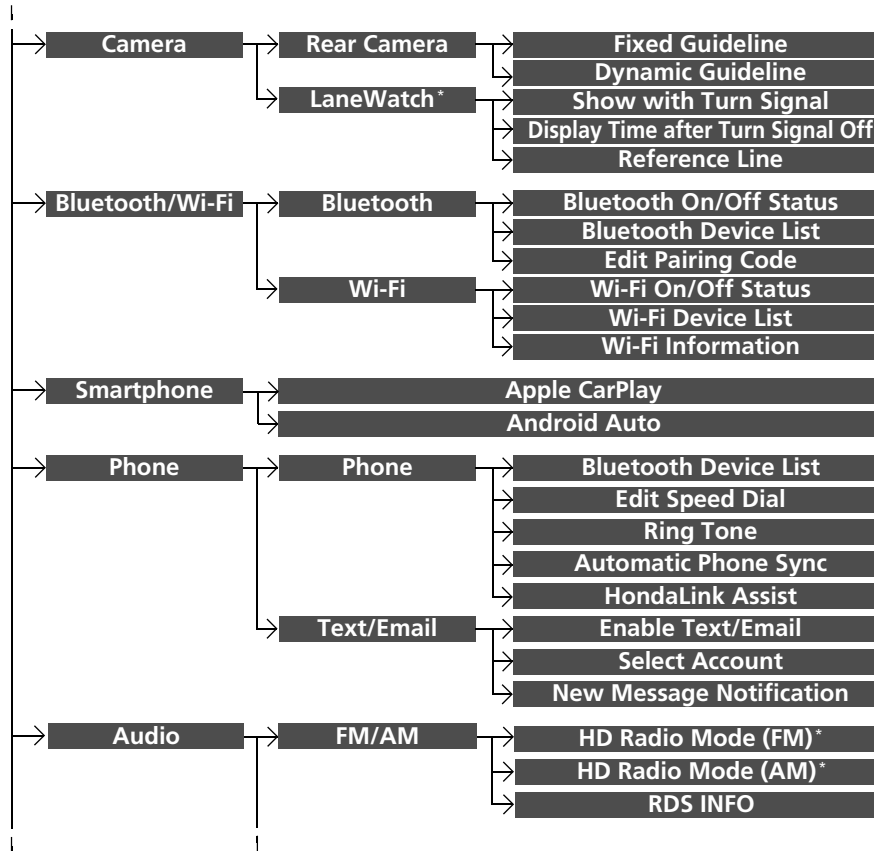 Camera
Rear Camera
Fixed Guideline
Dynamic Guideline
LaneWatch*
Show with Turn Signal
Display Time after Turn Signal Off
Reference Line
Bluetooth/Wi-Fi
Bluetooth
Bluetooth On/Off Status
Bluetooth Device List
Edit Pairing Code
Wi-Fi
Wi-Fi On/Off Status
Wi-Fi Device List
Wi-Fi Information
Smartphone
Apple CarPlay
Android Auto
Phone
Phone
Bluetooth Device List
Edit Speed Dial
Ring Tone
Automatic Phone Sync
HondaLink Assist
Text/Email
Enable Text/Email
Select Account
New Message Notification
Audio
FM/AM
HD Radio Mode (FM)*
HD Radio Mode (AM)*
RDS INFO